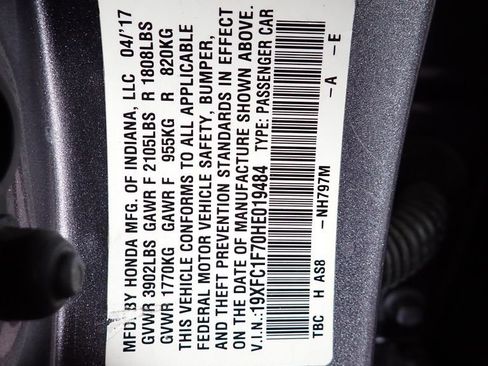 MFD. BY HONDA MFG. OF INDIANA, LLC 04/'17
GVWR 3902LBS GAWR F 2105LBS R 1808LBS
GVWR 1770KG GAWR F 955KG R 820KG
THIS VEHICLE CONFORMS TO ALL APPLICABLE
FEDERAL MOTOR VEHICLE SAFETY, BUMPER,
AND THEFT PREVENTION STANDARDS IN EFFECT
ON THE DATE OF MANUFACTURE SHOWN ABOVE.
V.I.N.:19XFC1F70HE019484 TYPE: PASSENGER CAR
TBC H AS8 –NH797M –A –E